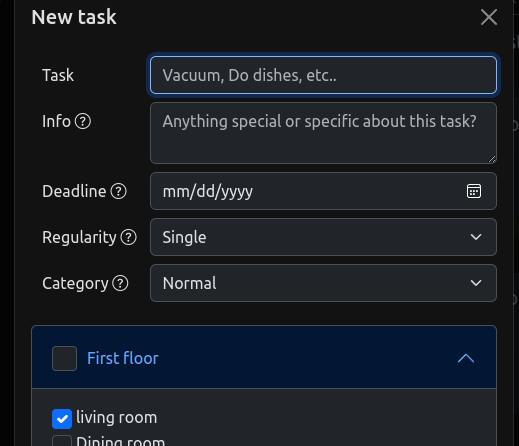 New task
Task
Vacuum, Do dishes, etc..
Info
Anything special or specific about this task?
Deadline
mm/dd/yyyy
Regularity
Single
Category
Normal
First floor
living room
Dining room